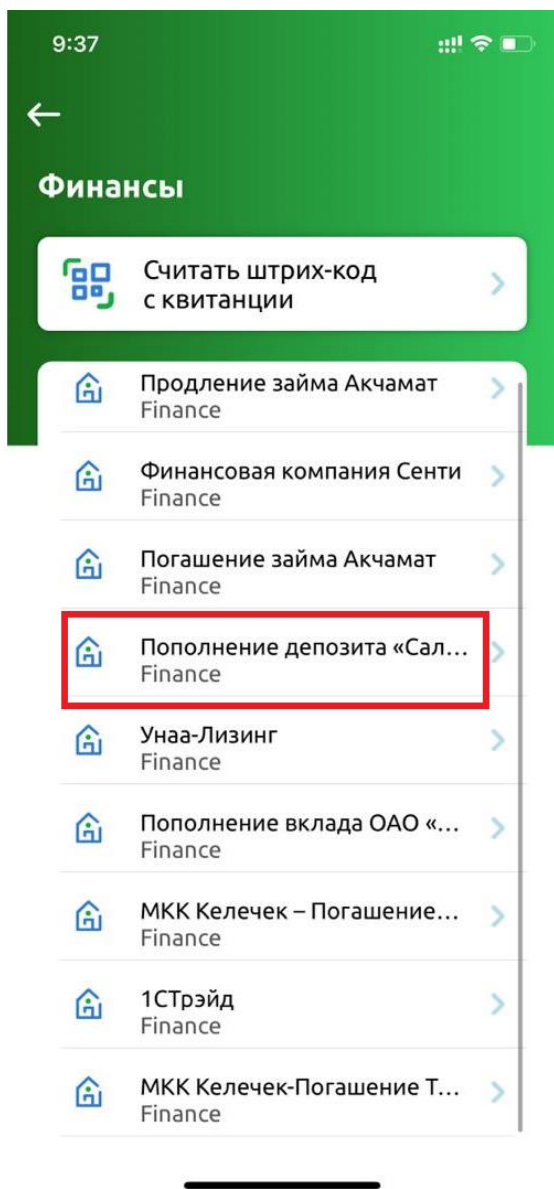 9:37
Финансы
Считать штрих-код
с квитанции
Продление займа Акчамат
Finance
Финансовая компания Сенти
Finance
Погашение займа Акчамат
Finance
Пополнение депозита «Сал...
Finance
Унаа-Лизинг
Finance
Пополнение вклада ОАО «...
Finance
МКК Келечек – Погашение...
Finance
1СТрэйд
Finance
МКК Келечек-Погашение Т...
Finance